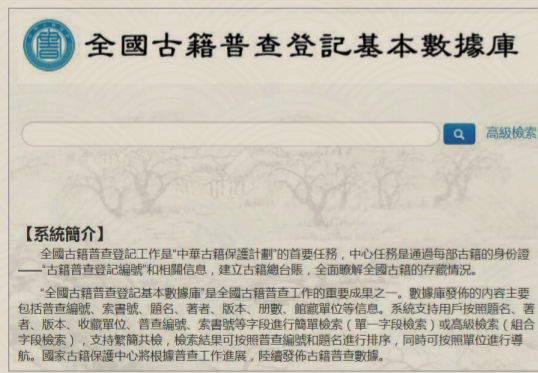 全國古籍普查登記基本數據庫
高級檢索
【系統簡介】
全國古籍普查登記工作是“中華古籍保護計劃”的首要任務，中心任務是通過每部古籍的身份證
——“古籍普查登記編號”和相關信息，建立古籍總台賬，全面瞭解全國古籍的存藏情況。
“全國古籍普查登記基本數據庫”是全國古籍普查工作的重要成果之一。數據庫發佈的內容主要
包括普查編號、索書號、題名、著者、版本、册數、館藏單位等信息。系統支持用戶按照題名、著
者、版本、收藏單位、普查編號、索書號等字段進行簡單檢索（單一字段檢索）或高級檢索（組合
字段檢索），支持繁簡共檢，檢索結果可按照普查編號和題名進行排序，同時可按照單位進行導
航。國家古籍保護中心將根據普查工作進展，陸續發佈古籍普查數據。